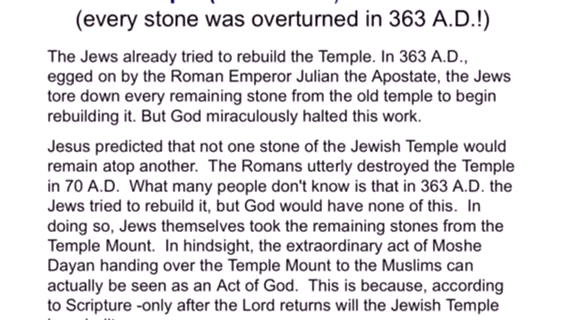 (every stone was overturned in 363 A.D.!)
The Jews already tried to rebuild the Temple. In 363 A.D.,
egged on by the Roman Emperor Julian the Apostate, the Jews
tore down every remaining stone from the old temple to begin
rebuilding it. But God miraculously halted this work.
Jesus predicted that not one stone of the Jewish Temple would
remain atop another.  The Romans utterly destroyed the Temple
in 70 A.D.  What many people don't know is that in 363 A.D. the
Jews tried to rebuild it, but God would have none of this.  In
doing so, Jews themselves took the remaining stones from the
Temple Mount.  In hindsight, the extraordinary act of Moshe
Dayan handing over the Temple Mount to the Muslims can
actually be seen as an Act of God.  This is because, according
to Scripture -only after the Lord returns will the Jewish Temple